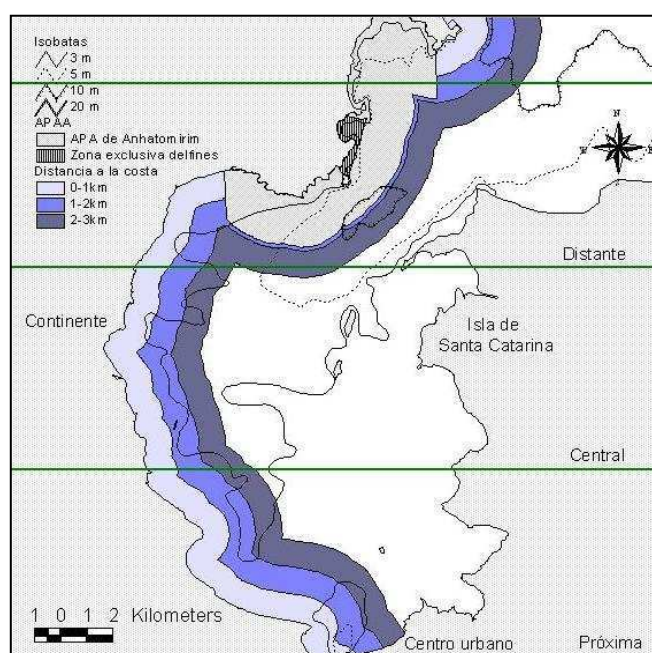 Isobatas
3 m
5 m
10 m
20 m
APAA
APA de Anhatomirim
Zona exclusiva delfines
Distancia a la costa
0-1km
1-2km
2-3km
N
W E
S
Distante
Continente
Isla de
Santa Catarina
Central
1 0 1 2 Kilometers
Centro urbano
Próxima